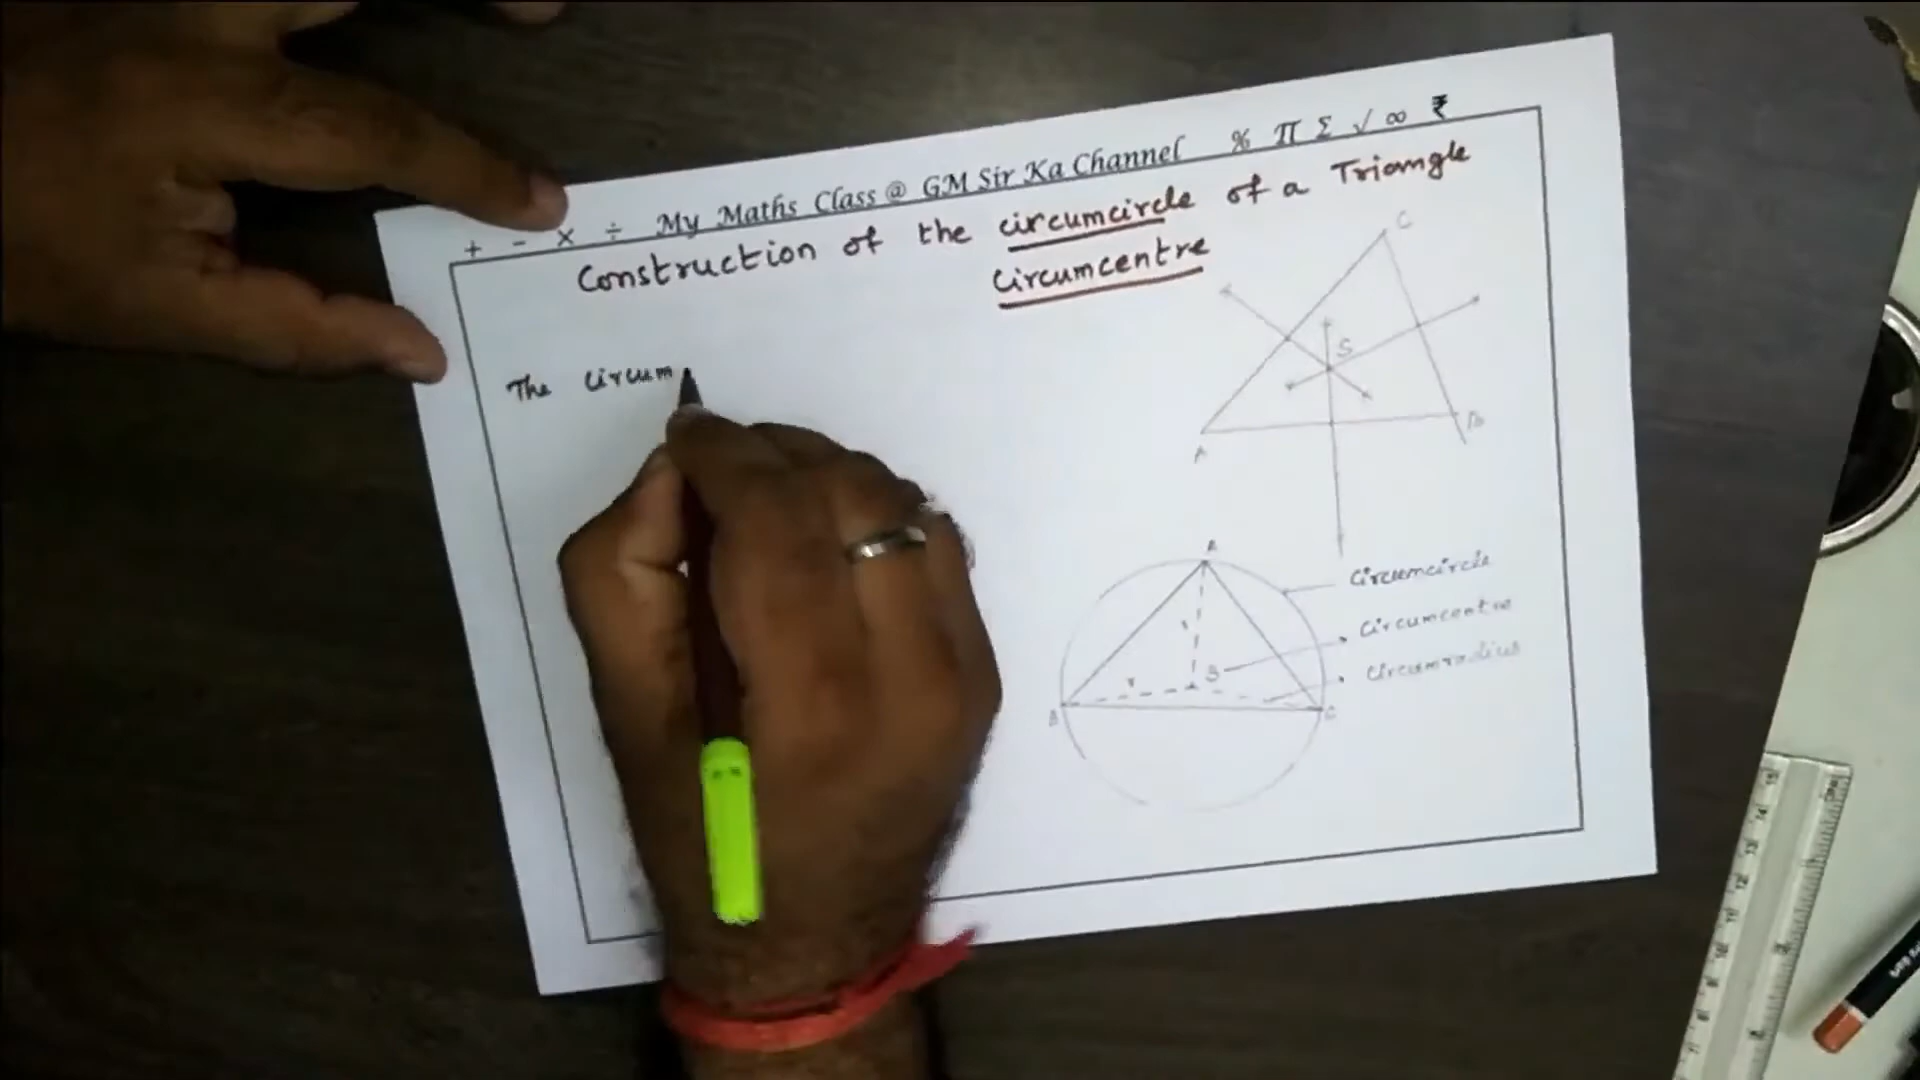 + - × ÷ My Maths Class @ GM Sir Ka Channel % Π Σ √ ∞ ₹
Construction of the circumcircle of a Triangle
Circumcentre
The Circum
C
S
A
B
A
Circumcircle
Circumcentre
Circumradius
S
r
B
C